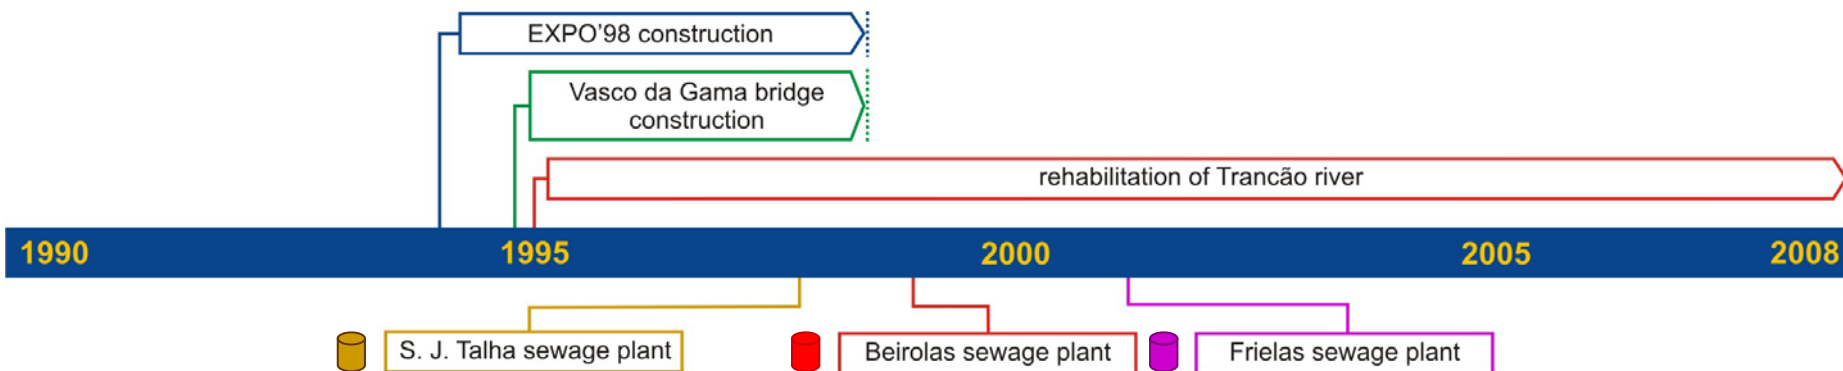 EXPO'98 construction
Vasco da Gama bridge
construction
rehabilitation of Trancão river
1990 1995 2000 2005 2008
S. J. Talha sewage plant
Beirolas sewage plant
Frielas sewage plant